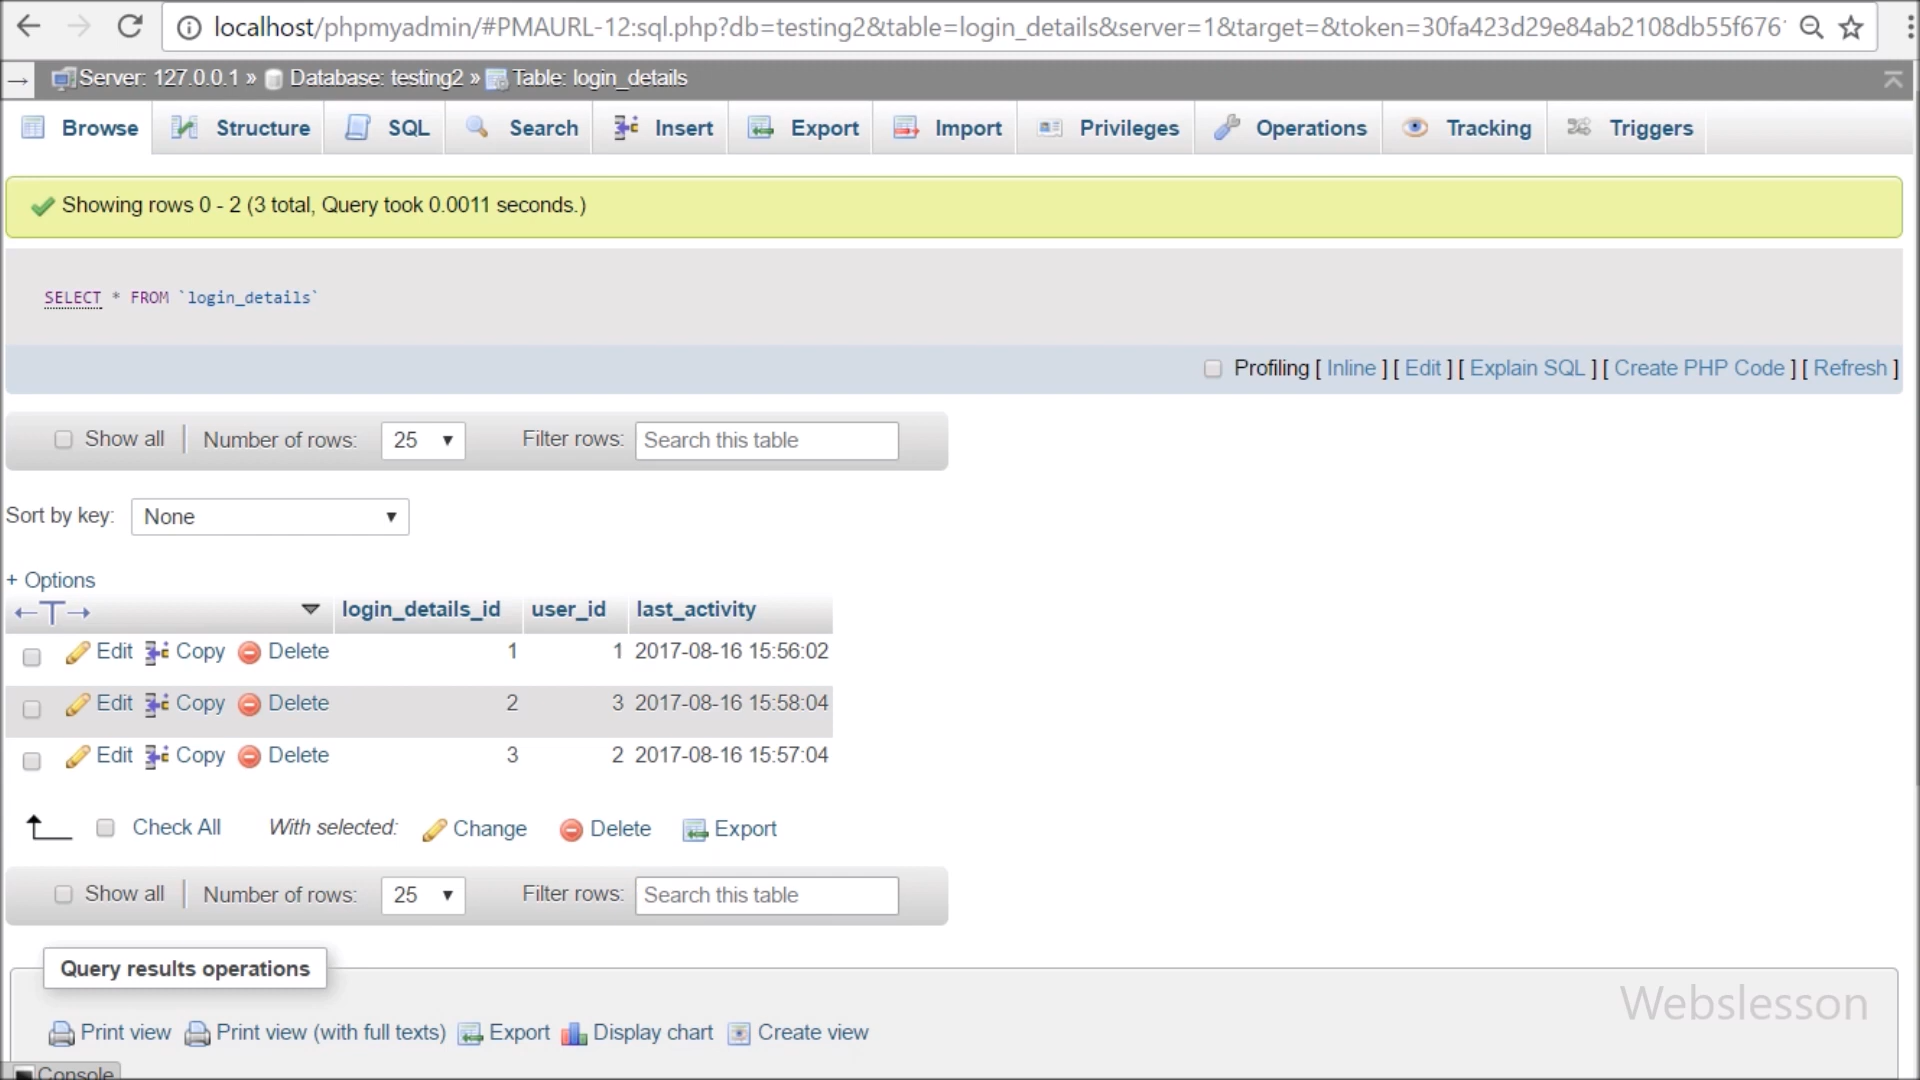 localhost/phpmyadmin/#PMAURL-12:sql.php?db=testing2&table=login_details&server=1&target=&token=30fa423d29e84ab2108db55f676
Server: 127.0.0.1 » Database: testing2 » Table: login_details
Browse Structure SQL Search Insert Export Import Privileges Operations Tracking Triggers
Showing rows 0 - 2 (3 total, Query took 0.0011 seconds.)
SELECT * FROM `login_details`
Profiling [ Inline ] [ Edit ] [ Explain SQL ] [ Create PHP Code ] [ Refresh ]
Show all Number of rows: 25 Filter rows: Search this table
Sort by key: None
+ Options
←T→ login_details_id user_id last_activity
Edit Copy Delete 1 1 2017-08-16 15:56:02
Edit Copy Delete 2 3 2017-08-16 15:58:04
Edit Copy Delete 3 2 2017-08-16 15:57:04
Check All With selected: Change Delete Export
Show all Number of rows: 25 Filter rows: Search this table
Query results operations
Webslesson
Print view Print view (with full texts) Export Display chart Create view
Console